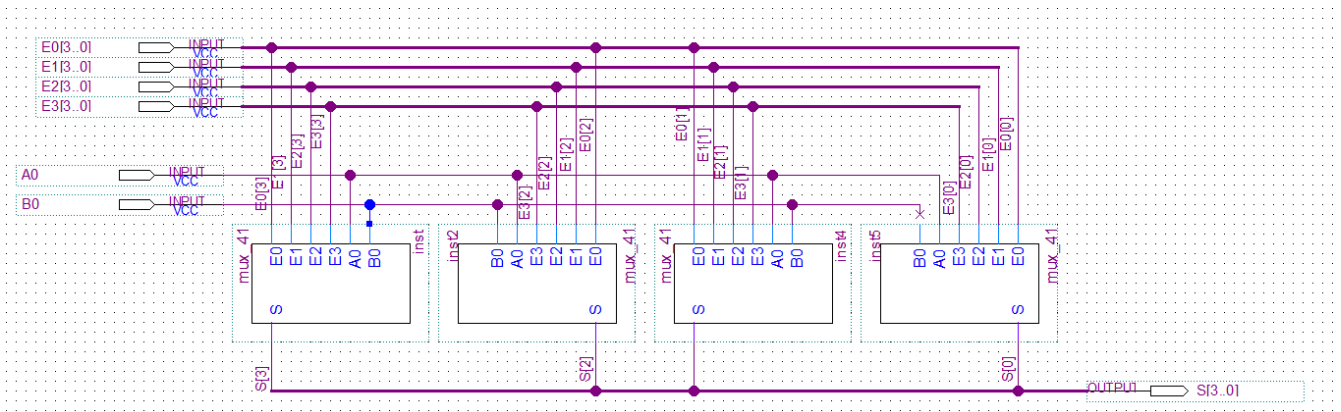 E0[3..0] INPUT VCC
E1[3..0] INPUT VCC
E2[3..0] INPUT VCC
E3[3..0] INPUT VCC
A0 INPUT VCC
B0 INPUT VCC
E0[3] E1[3] E2[3] E3[3] E3[2] E2[2] E1[2] E0[2] E0[1] E1[1] E2[1] E3[1] E3[0] E2[0] E1[0] E0[0]
mux_41 E0 E1 E2 E3 A0 B0 inst
inst2 B0 A0 E3 E2 E1 E0 mux_41
mux_41 E0 E1 E2 E3 A0 B0 inst4
inst5 B0 A0 E3 E2 E1 E0 mux_41
S S S S
S[3] S[2] S[0]
OUTPUT S[3..0]